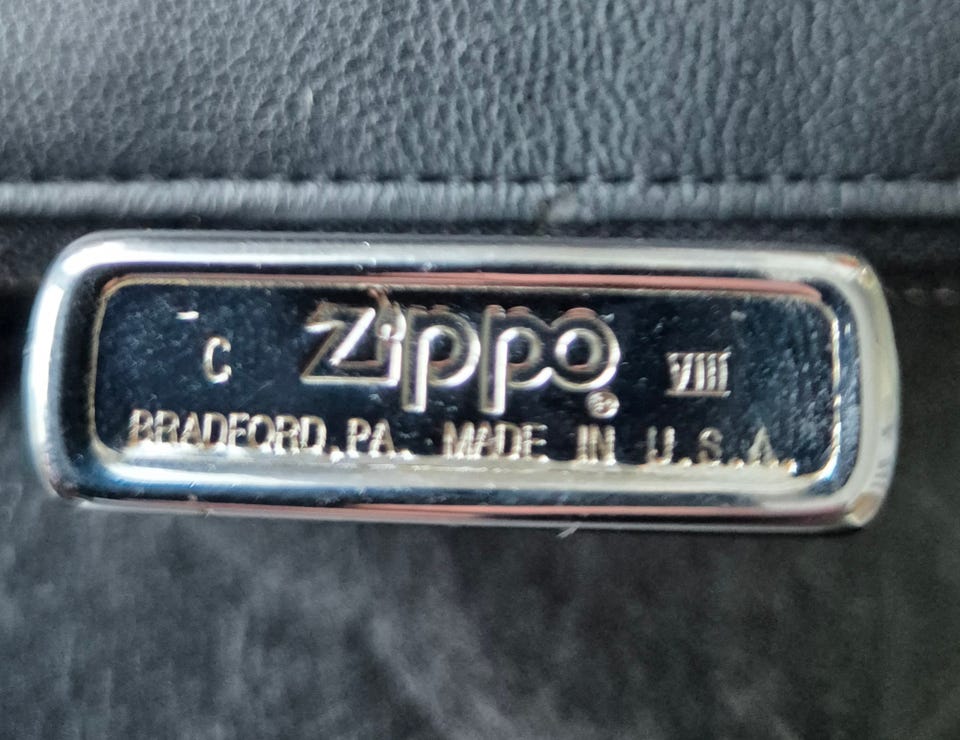 C Zippo® VIII
BRADFORD, PA. MADE IN U.S.A.